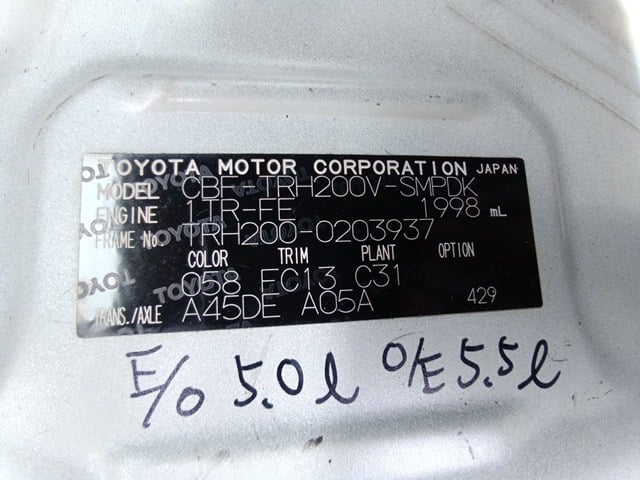 TOYOTA MOTOR CORPORATION JAPAN
MODEL CBF-TRH200V-SMPDK
ENGINE 1TR-FE 1998 mL
FRAME No. TRH200-0203937
COLOR TRIM PLANT OPTION
058 EC13 C31
TRANS./AXLE A45DE A05A 429
E/O 5.0l O/E 5.5l